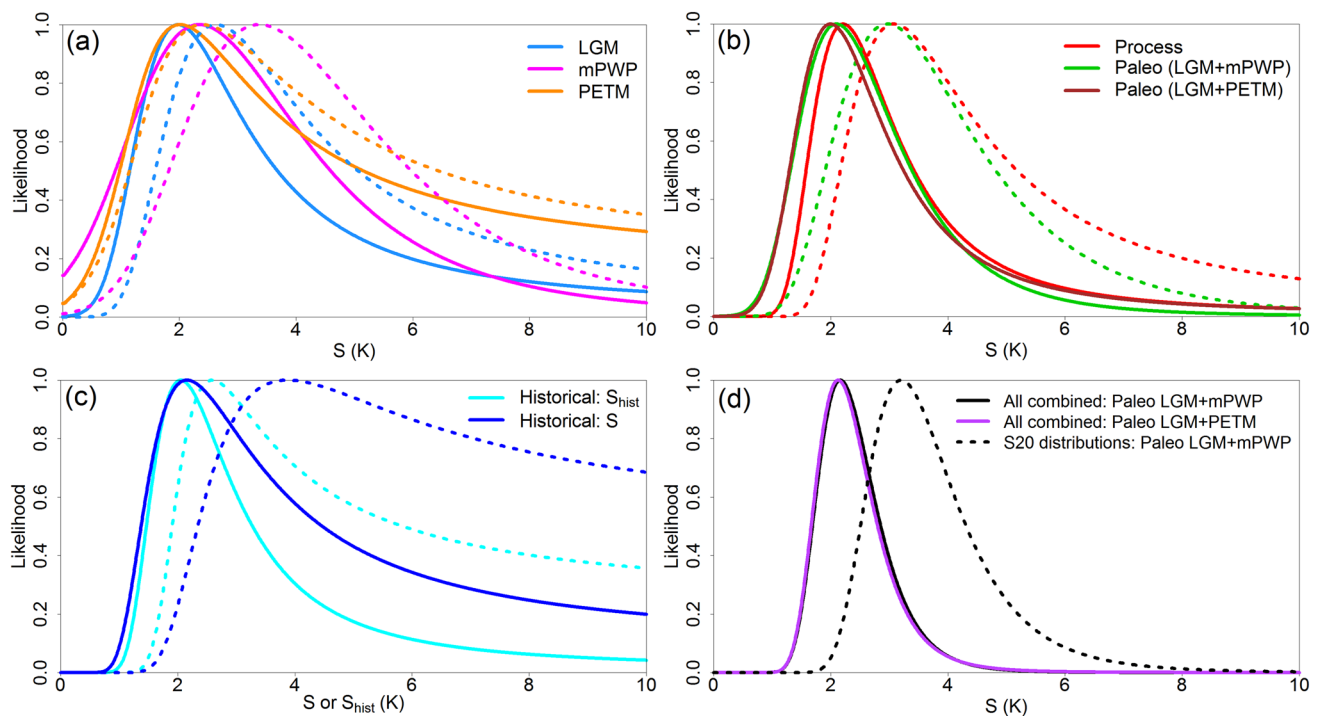 (a)
LGM
mPWP
PETM
Likelihood
0.0 0.2 0.4 0.6 0.8 1.0
0 2 4 6 8 10
S (K)
(b)
Process
Paleo (LGM+mPWP)
Paleo (LGM+PETM)
Likelihood
0.0 0.2 0.4 0.6 0.8 1.0
0 2 4 6 8 10
S (K)
(c)
Historical: Shist
Historical: S
Likelihood
0.0 0.2 0.4 0.6 0.8 1.0
0 2 4 6 8 10
S or Shist (K)
(d)
All combined: Paleo LGM+mPWP
All combined: Paleo LGM+PETM
S20 distributions: Paleo LGM+mPWP
Likelihood
0.0 0.2 0.4 0.6 0.8 1.0
0 2 4 6 8 10
S (K)